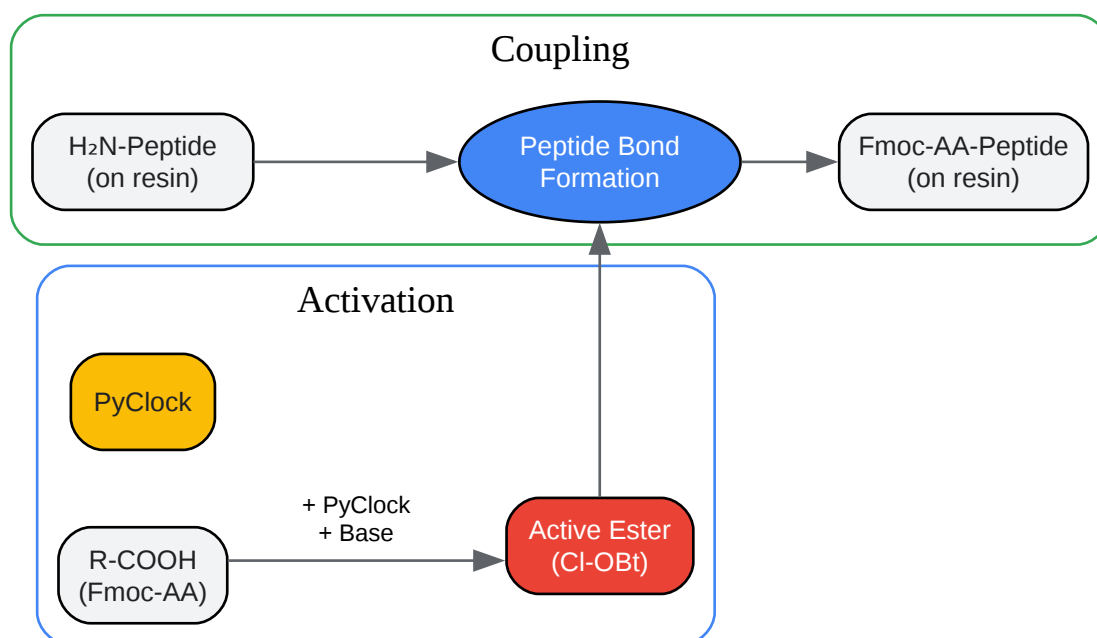 Coupling
H₂N-Peptide
(on resin)
Peptide Bond
Formation
Fmoc-AA-Peptide
(on resin)
Activation
PyClock
+ PyClock
+ Base
R-COOH
(Fmoc-AA)
Active Ester
(Cl-OBt)